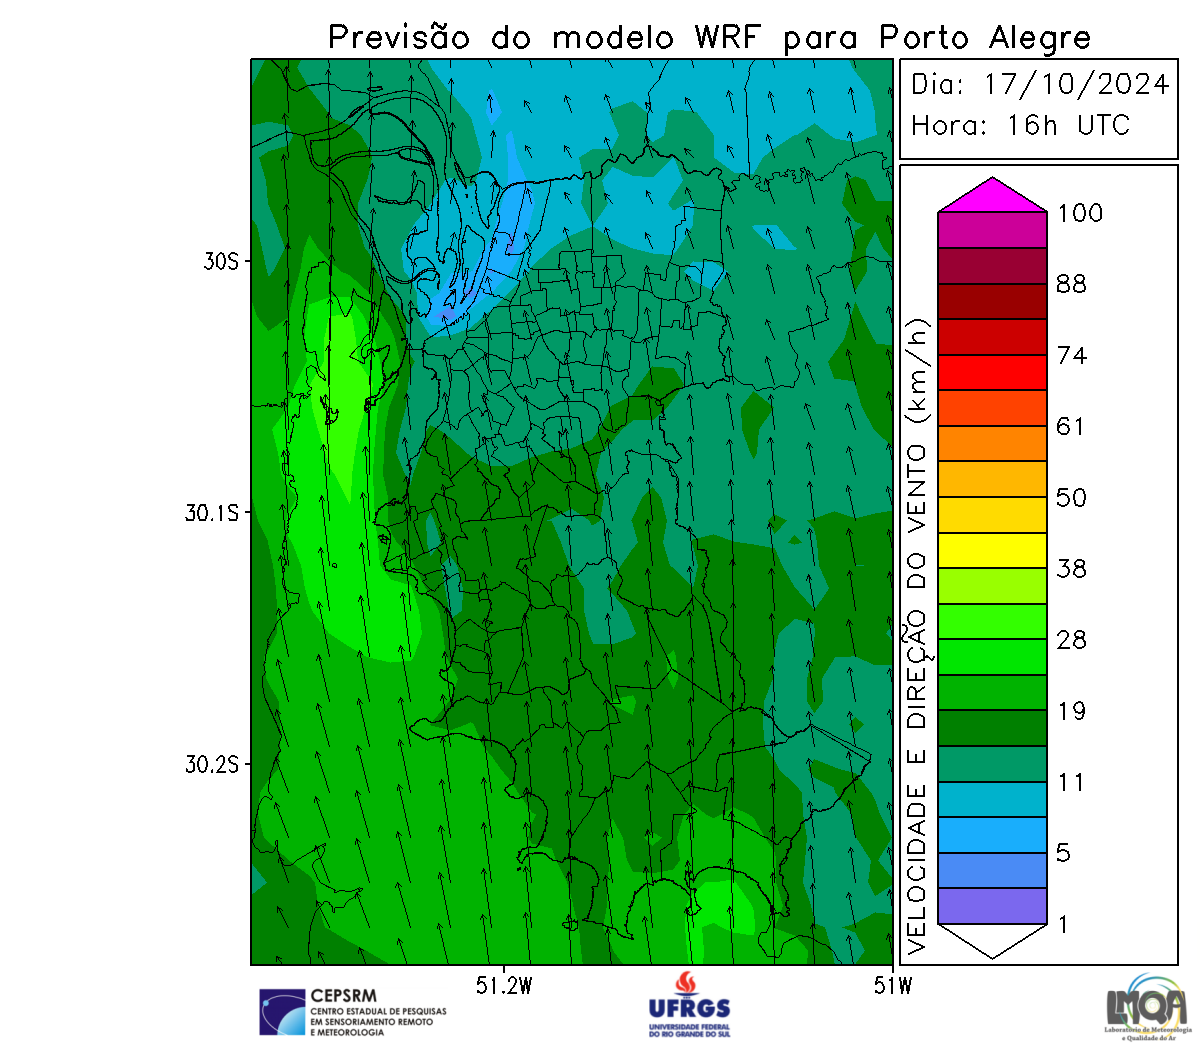 Previsão do modelo WRF para Porto Alegre
Dia: 17/10/2024
Hora: 16h UTC
30S
30.1S
30.2S
51.2W
51W
VELOCIDADE E DIREÇÃO DO VENTO (km/h)
100
88
74
61
50
38
28
19
11
5
1
CEPSRM
CENTRO ESTADUAL DE PESQUISAS
EM SENSORIAMENTO REMOTO
E METEOROLOGIA
UFRGS
UNIVERSIDADE FEDERAL
DO RIO GRANDE DO SUL
LMQA
Laboratório de Meteorologia
e Qualidade do Ar